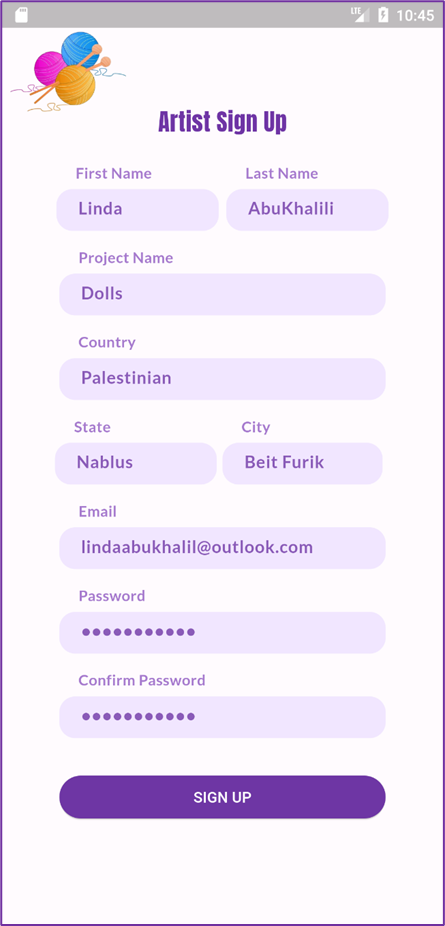 LTE 10:45
Artist Sign Up
First Name Last Name
Linda AbuKhalili
Project Name
Dolls
Country
Palestinian
State City
Nablus Beit Furik
Email
lindaabukhalil@outlook.com
Password
•••••••••••
Confirm Password
•••••••••••
SIGN UP